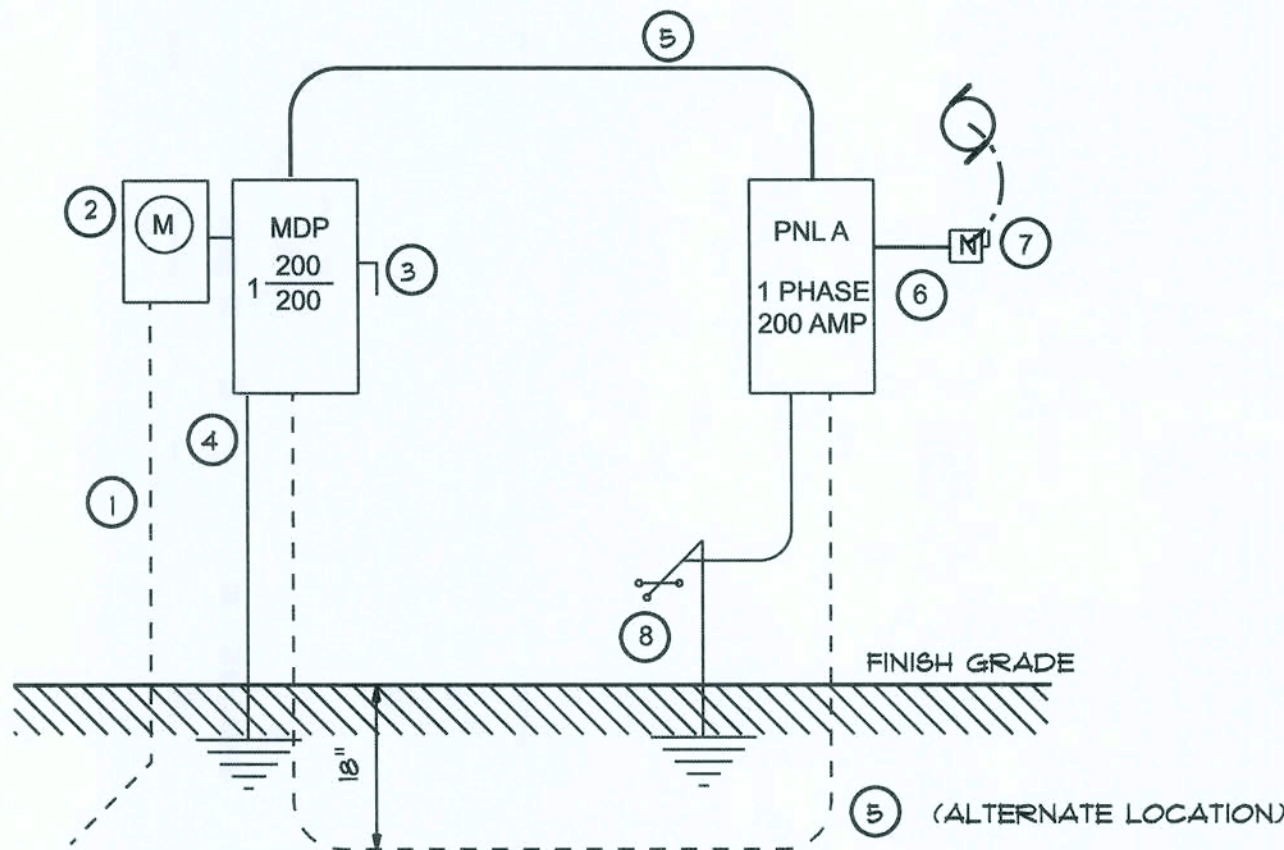 5
2
M
MDP
1 200
200
3
PNL A
1 PHASE
200 AMP
N
7
6
4
1
8
FINISH GRADE
18"
5 (ALTERNATE LOCATION)